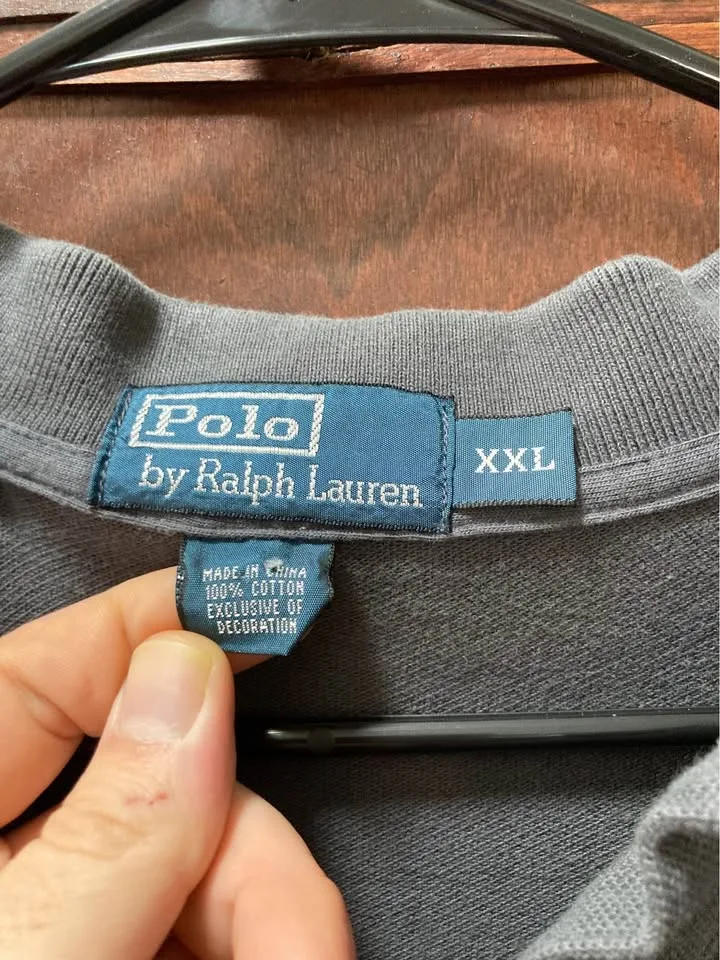 Polo
by Ralph Lauren
XXL
MADE IN CHINA
100% COTTON
EXCLUSIVE OF
DECORATION